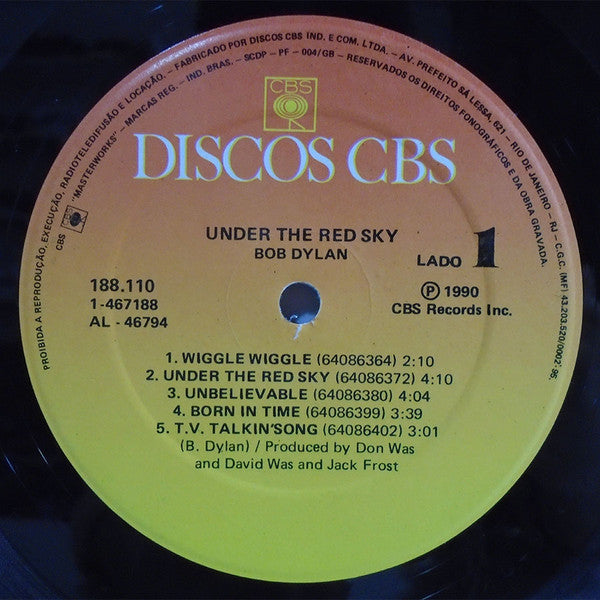 PROIBIDA A REPRODUÇÃO, EXECUÇÃO, RADIOTELEDIFUSÃO E LOCAÇÃO. – FABRICADO POR DISCOS CBS IND. E COM. LTDA. – AV. PREFEITO SÁ LESSA, 621 – RIO DE JANEIRO – RJ – C.G.C. (MF) 43.203.520/0002-95.
CBS "MASTERWORKS" – MARCAS REG. – IND. BRAS. – SCDP – PF – 004/GB – RESERVADOS OS DIREITOS FONOGRÁFICOS E DA OBRA GRAVADA.
CBS
DISCOS CBS
UNDER THE RED SKY
BOB DYLAN
LADO 1
188.110
1-467188
AL - 46794
Ⓟ 1990
CBS Records Inc.
1. WIGGLE WIGGLE (64086364) 2:10
2. UNDER THE RED SKY (64086372) 4:10
3. UNBELIEVABLE (64086380) 4:04
4. BORN IN TIME (64086399) 3:39
5. T.V. TALKIN'SONG (64086402) 3:01
(B. Dylan) / Produced by Don Was
and David Was and Jack Frost